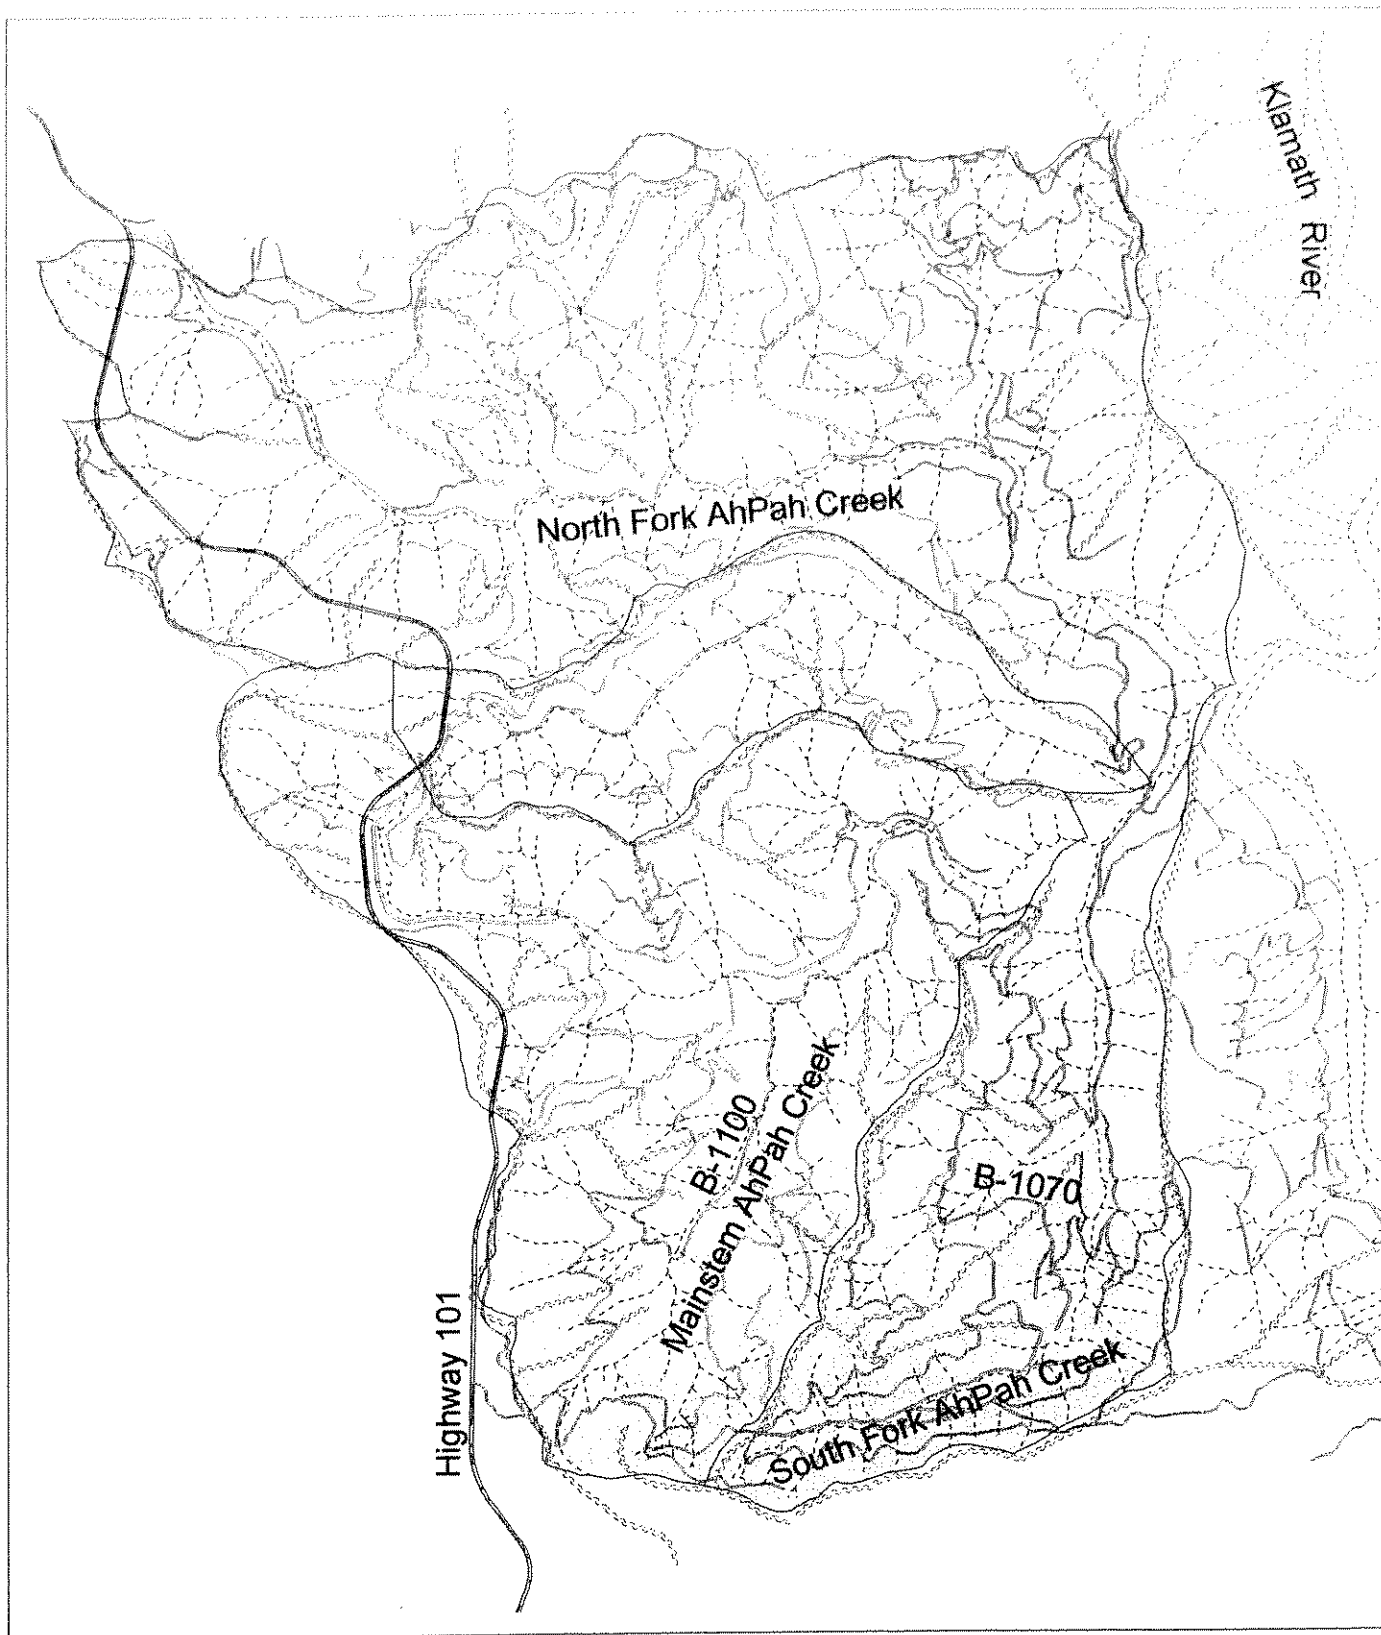 Klamath River
North Fork AhPah Creek
B-1100
Mainstem AhPah Creek
B-1070
South Fork AhPah Creek
Highway 101